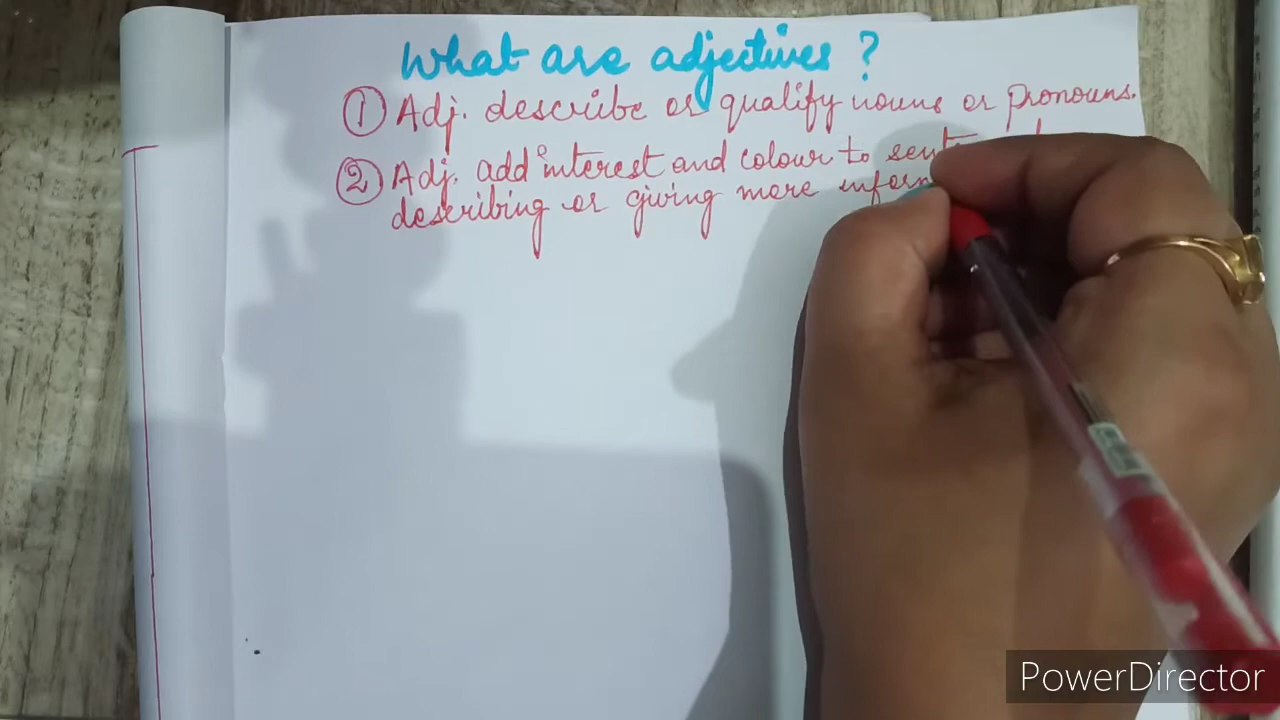 What are adjectives ?
① Adj. describe or qualify nouns or pronouns.
② Adj. add interest and colour to
describing or giving more
PowerDirector